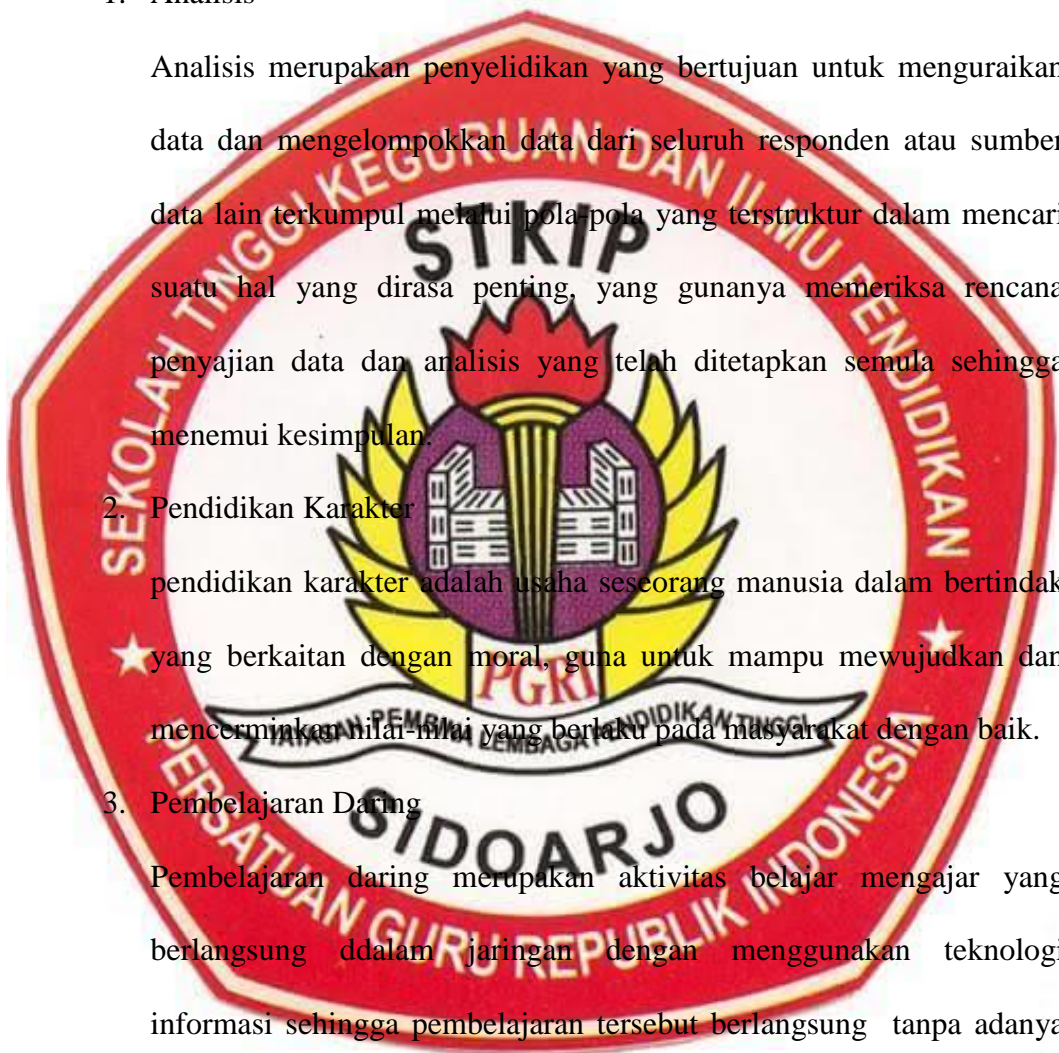 1. Analisis
Analisis merupakan penyelidikan yang bertujuan untuk menguraikan
data dan mengelompokkan data dari seluruh responden atau sumber
data lain terkumpul melalui pola-pola yang terstruktur dalam mencari
suatu hal yang dirasa penting, yang gunanya memeriksa rencana
penyajian data dan analisis yang telah ditetapkan semula sehingga
menemui kesimpulan.
2. Pendidikan Karakter
pendidikan karakter adalah usaha seseorang manusia dalam bertindak
yang berkaitan dengan moral, guna untuk mampu mewujudkan dan
mencerminkan nilai-nilai yang berlaku pada masyarakat dengan baik.
3. Pembelajaran Daring
Pembelajaran daring merupakan aktivitas belajar mengajar yang
berlangsung ddalam jaringan dengan menggunakan teknologi
informasi sehingga pembelajaran tersebut berlangsung tanpa adanya
SEKOLAH TINGGI KEGURUAN DAN ILMU PENDIDIKAN
STKIP
PGRI
PEMBINA LEMBAGA PENDIDIKAN TINGGI
SIDOARJO
PERSATUAN GURU REPUBLIK INDONESIA